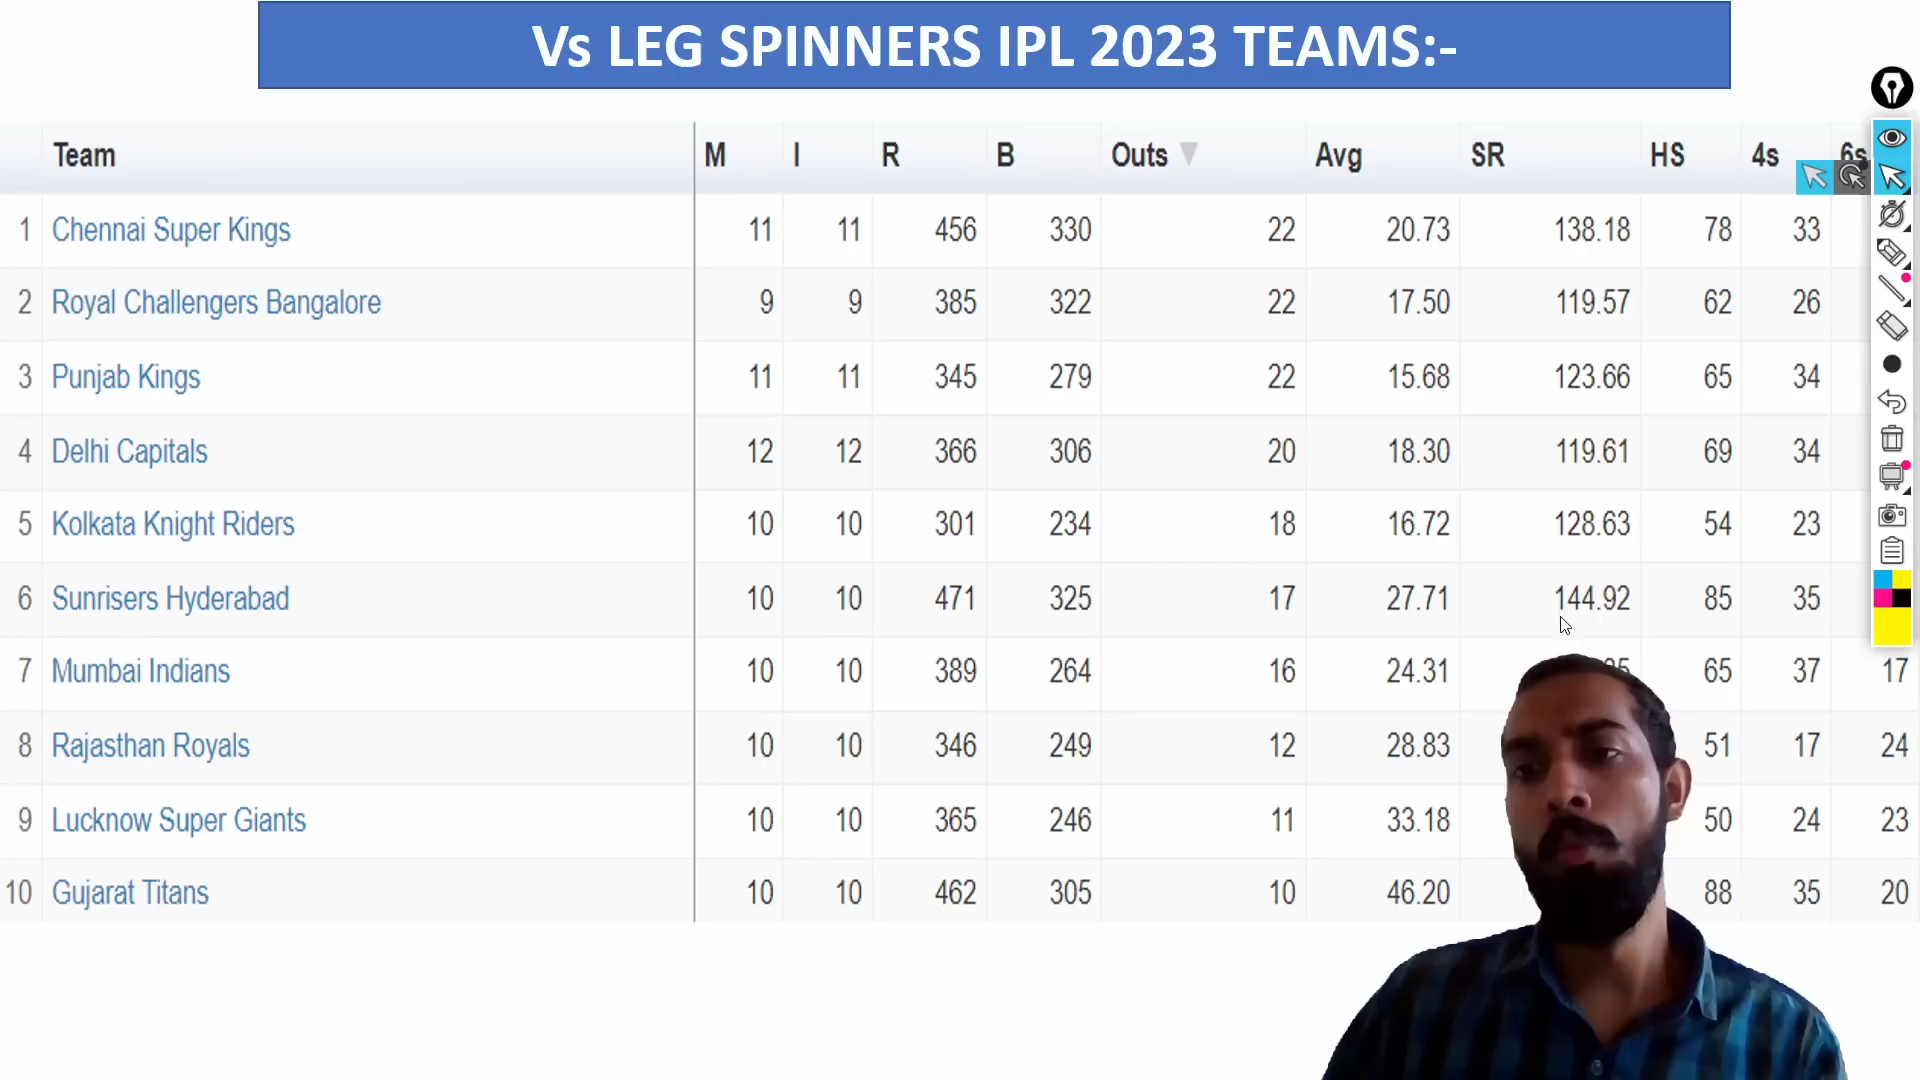 Vs LEG SPINNERS IPL 2023 TEAMS:-
Team M I R B Outs Avg SR HS 4s 6s
1 Chennai Super Kings 11 11 456 330 22 20.73 138.18 78 33
2 Royal Challengers Bangalore 9 9 385 322 22 17.50 119.57 62 26
3 Punjab Kings 11 11 345 279 22 15.68 123.66 65 34
4 Delhi Capitals 12 12 366 306 20 18.30 119.61 69 34
5 Kolkata Knight Riders 10 10 301 234 18 16.72 128.63 54 23
6 Sunrisers Hyderabad 10 10 471 325 17 27.71 144.92 85 35
7 Mumbai Indians 10 10 389 264 16 24.31 65 37 17
8 Rajasthan Royals 10 10 346 249 12 28.83 51 17 24
9 Lucknow Super Giants 10 10 365 246 11 33.18 50 24 23
10 Gujarat Titans 10 10 462 305 10 46.20 88 35 20